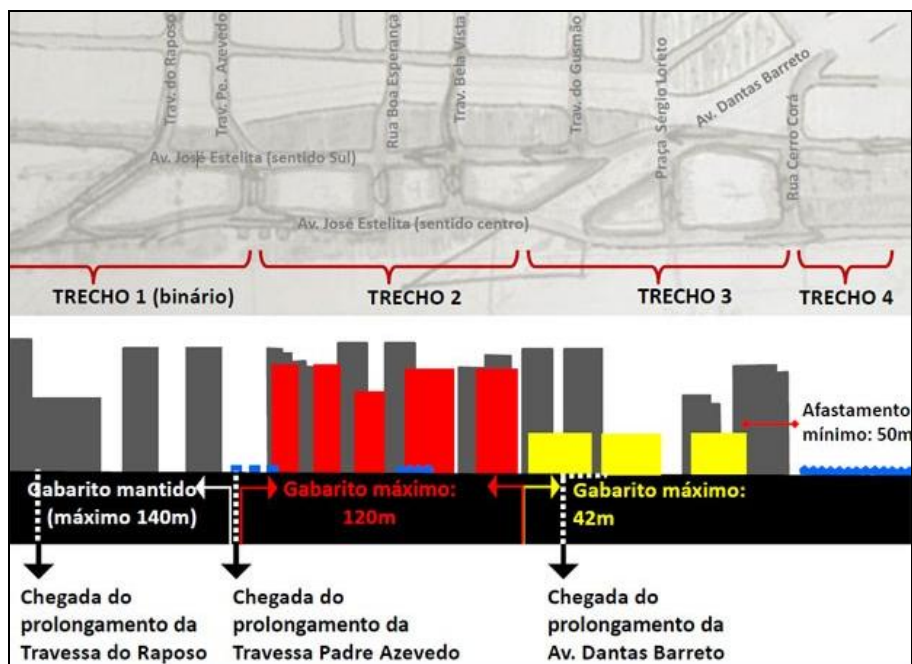 Trav. do Raposo
Trav. Pe. Azevedo
Rua Boa Esperança
Trav. Bela Vista
Trav. do Gusmão
Praça Sérgio Loreto
Av. Dantas Barreto
Rua Cerro Corá
Av. José Estelita (sentido Sul)
Av. José Estelita (sentido centro)
TRECHO 1 (binário)
TRECHO 2
TRECHO 3
TRECHO 4
Afastamento
mínimo: 50m
Gabarito mantido
(máximo 140m)
Gabarito máximo:
120m
Gabarito máximo:
42m
Chegada do
prolongamento da
Travessa do Raposo
Chegada do
prolongamento da
Travessa Padre Azevedo
Chegada do
prolongamento da
Av. Dantas Barreto